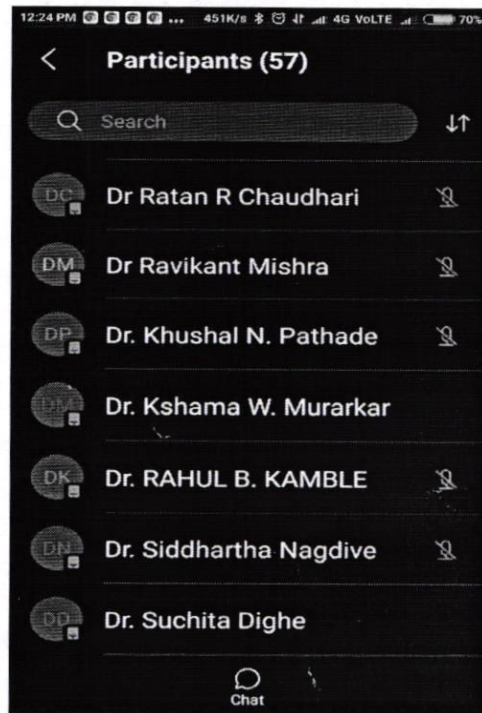 12:24 PM ... 451K/s 4G VoLTE 70%
Participants (57)
Search
DC Dr Ratan R Chaudhari
DM Dr Ravikant Mishra
DP Dr. Khushal N. Pathade
DM Dr. Kshama W. Murarkar
DK Dr. RAHUL B. KAMBLE
DN Dr. Siddhartha Nagdive
DD Dr. Suchita Dighe
Chat